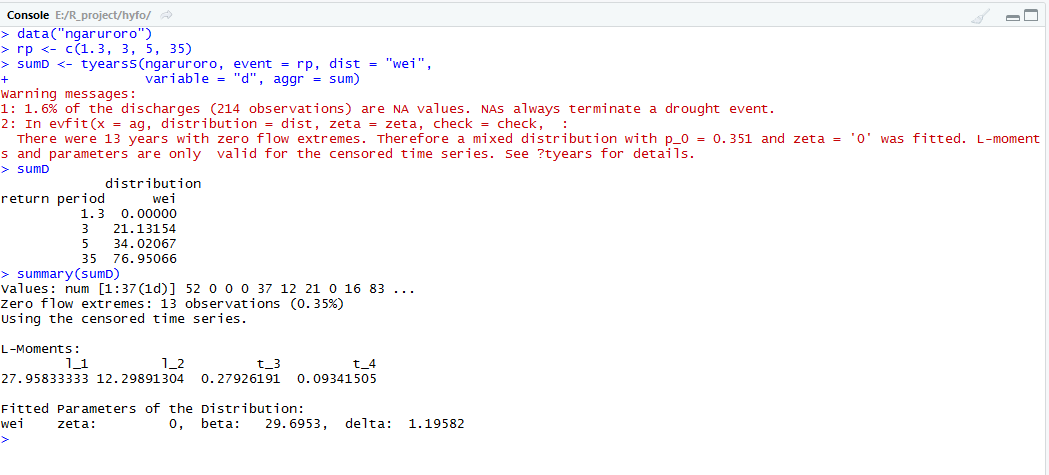 Console E:/R_project/hyfo/
> data("ngaruroro")
> rp <- c(1.3, 3, 5, 35)
> sumD <- tyearsS(ngaruroro, event = rp, dist = "wei",
+                 variable = "d", aggr = sum)
Warning messages:
1: 1.6% of the discharges (214 observations) are NA values. NAs always terminate a drought event.
2: In evfit(x = ag, distribution = dist, zeta = zeta, check = check,  :
  There were 13 years with zero flow extremes. Therefore a mixed distribution with p_0 = 0.351 and zeta = '0' was fitted. L-moment
s and parameters are only  valid for the censored time series. See ?tyears for details.
> sumD
             distribution
return period      wei
          1.3  0.00000
          3   21.13154
          5   34.02067
          35  76.95066
> summary(sumD)
Values: num [1:37(1d)] 52 0 0 0 37 12 21 0 16 83 ...
Zero flow extremes: 13 observations (0.35%)
Using the censored time series.
L-Moments:
        l_1         l_2         t_3         t_4
27.95833333 12.29891304  0.27926191  0.09341505
Fitted Parameters of the Distribution:
wei    zeta:         0,  beta:   29.6953,  delta:  1.19582
>